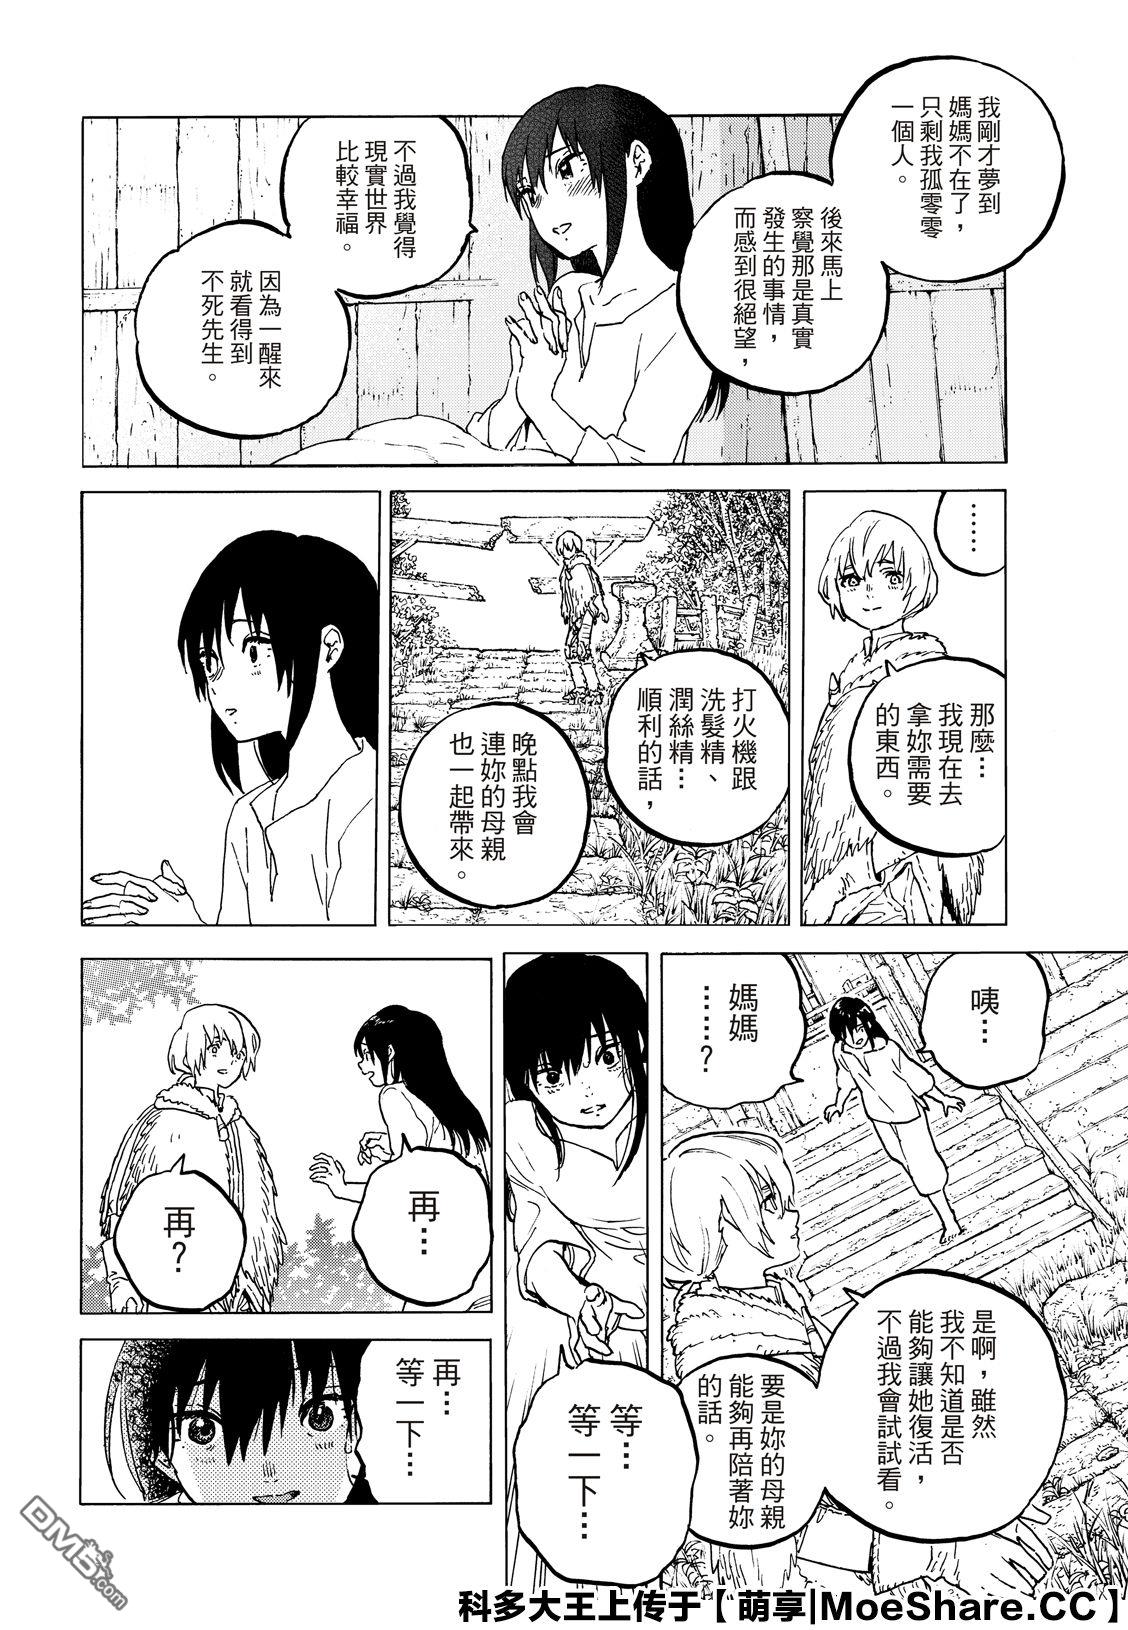 我剛才夢到
媽媽不在了，
只剩我孤零零
一個人。
後來馬上
察覺那是真實
發生的事情，
而感到很絕望，
不過我覺得
現實世界
比較幸福。
因為一醒來
就看得到
不死先生。
……
那麼…
我現在去
拿妳需要
的東西。
打火機跟
洗髮精、
潤絲精…
順利的話，
晚點我會
連妳的母親
也一起帶來。
咦…
媽媽
……？
是啊，雖然
我不知道是否
能夠讓她復活，
不過我會試試看。
要是妳的母親
能夠再陪著妳
的話。
等…
等一下…
再…
再？
再…
等一下…
DM5.COM
科多大王上传于【萌享|MoeShare.CC】